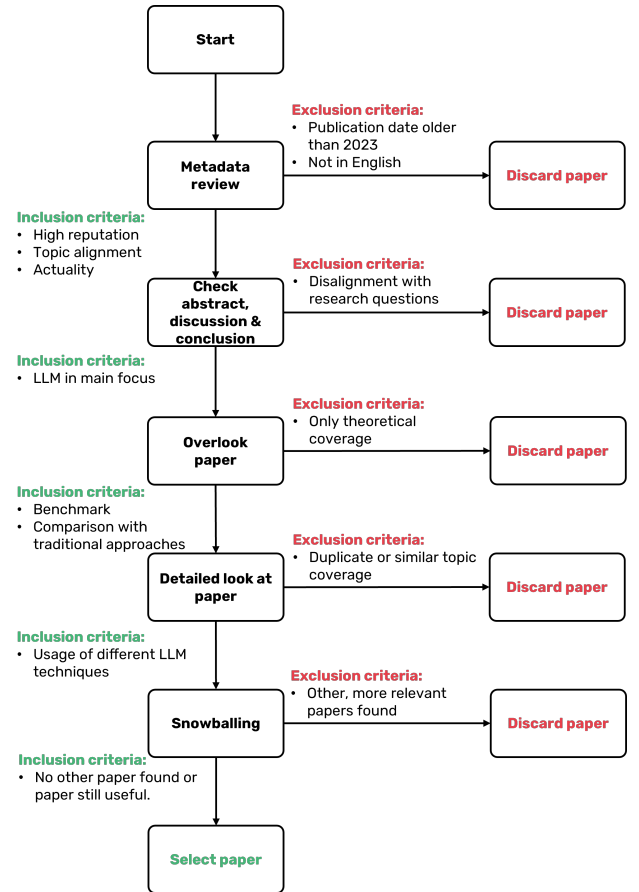 Start
Exclusion criteria:
• Publication date older
than 2023
• Not in English
Metadata
review
Discard paper
Inclusion criteria:
• High reputation
• Topic alignment
• Actuality
Exclusion criteria:
• Disalignment with
research questions
Check
abstract,
discussion &
conclusion
Discard paper
Inclusion criteria:
• LLM in main focus
Exclusion criteria:
• Only theoretical
coverage
Overlook
paper
Discard paper
Inclusion criteria:
• Benchmark
• Comparison with
traditional approaches
Exclusion criteria:
• Duplicate or similar topic
coverage
Detailed look at
paper
Discard paper
Inclusion criteria:
• Usage of different LLM
techniques
Exclusion criteria:
• Other, more relevant
papers found
Snowballing
Discard paper
Inclusion criteria:
• No other paper found or
paper still useful.
Select paper